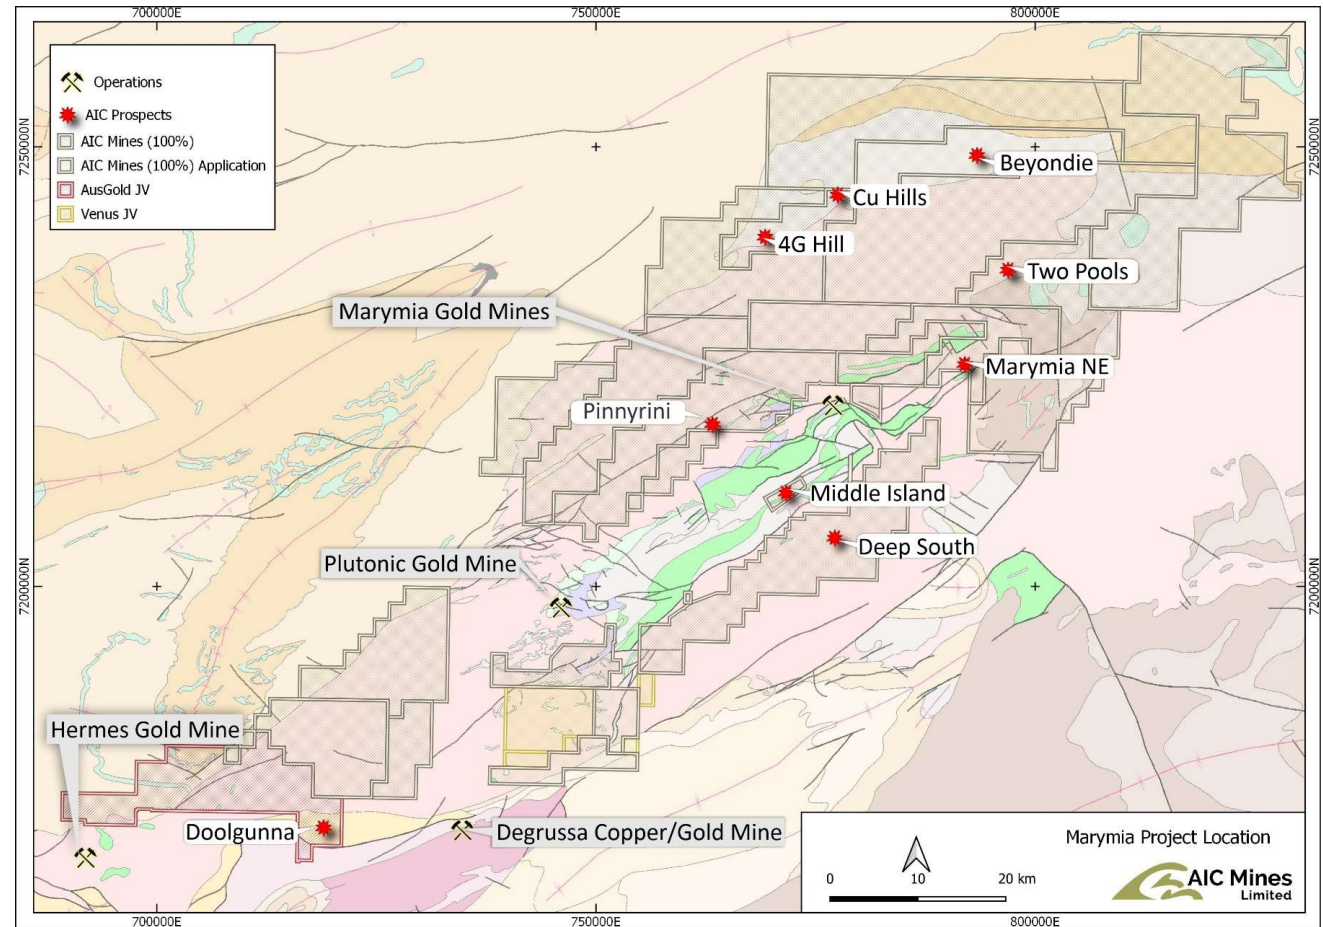 700000E
750000E
800000E
Operations
AIC Prospects
AIC Mines (100%)
AIC Mines (100%) Application
AusGold JV
Venus JV
7250000N
7250000N
Beyondie
Cu Hills
4G Hill
Two Pools
Marymia Gold Mines
Marymia NE
Pinnyrini
Middle Island
Deep South
Plutonic Gold Mine
7200000N
7200000N
Hermes Gold Mine
Doolgunna
Degrussa Copper/Gold Mine
Marymia Project Location
0 10 20 km
AIC Mines
Limited
700000E
750000E
800000E